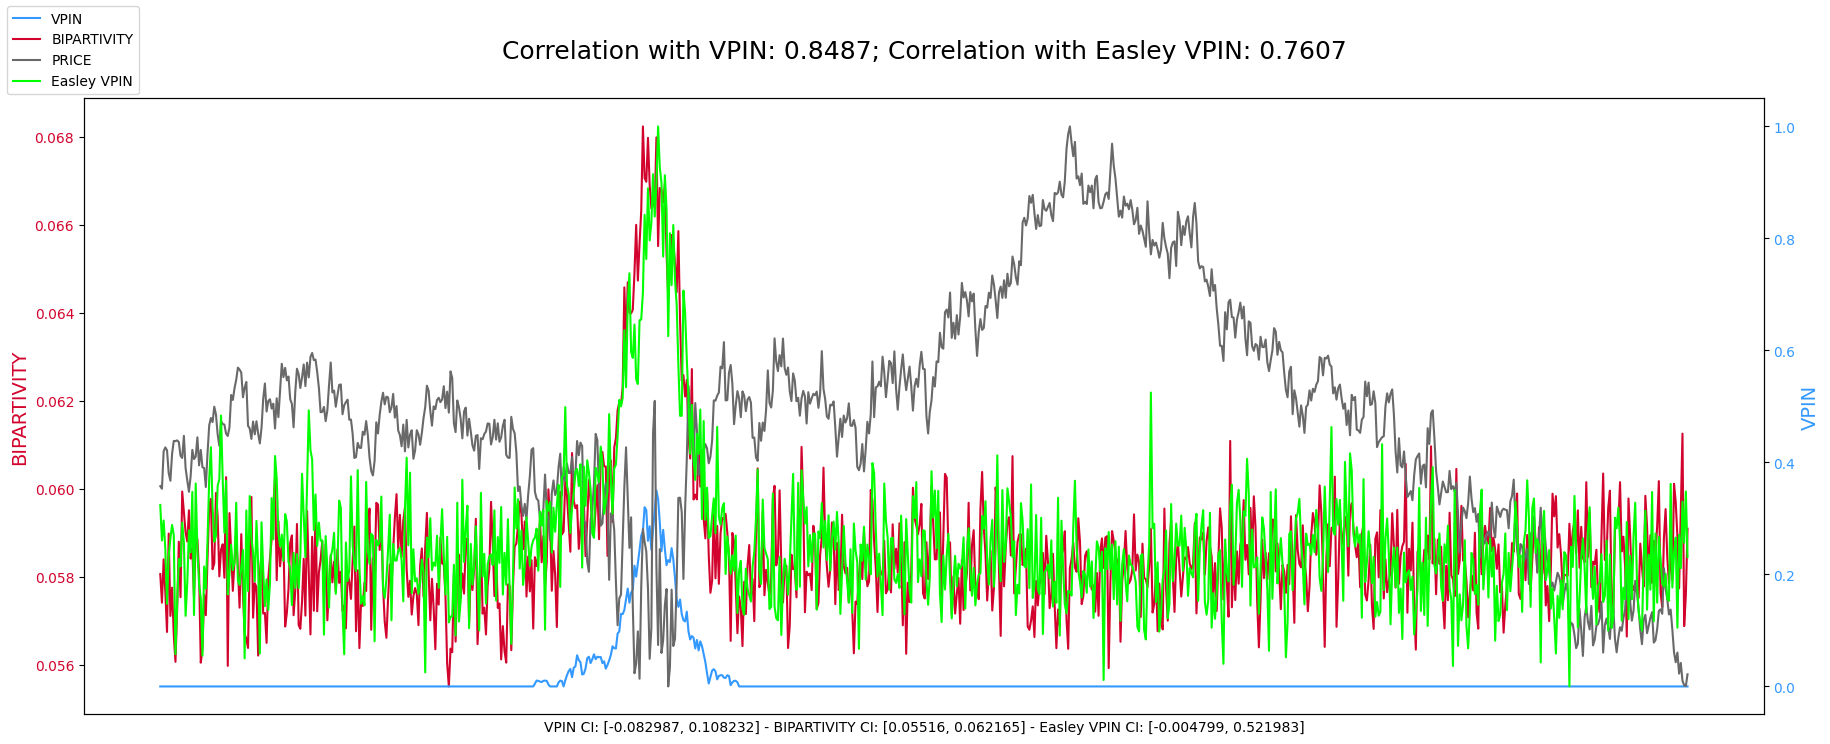 VPIN
BIPARTIVITY
PRICE
Easley VPIN
Correlation with VPIN: 0.8487; Correlation with Easley VPIN: 0.7607
0.068
0.066
0.064
0.062
0.060
0.058
0.056
BIPARTIVITY
1.0
0.8
0.6
0.4
0.2
0.0
VPIN
VPIN CI: [-0.082987, 0.108232] - BIPARTIVITY CI: [0.05516, 0.062165] - Easley VPIN CI: [-0.004799, 0.521983]